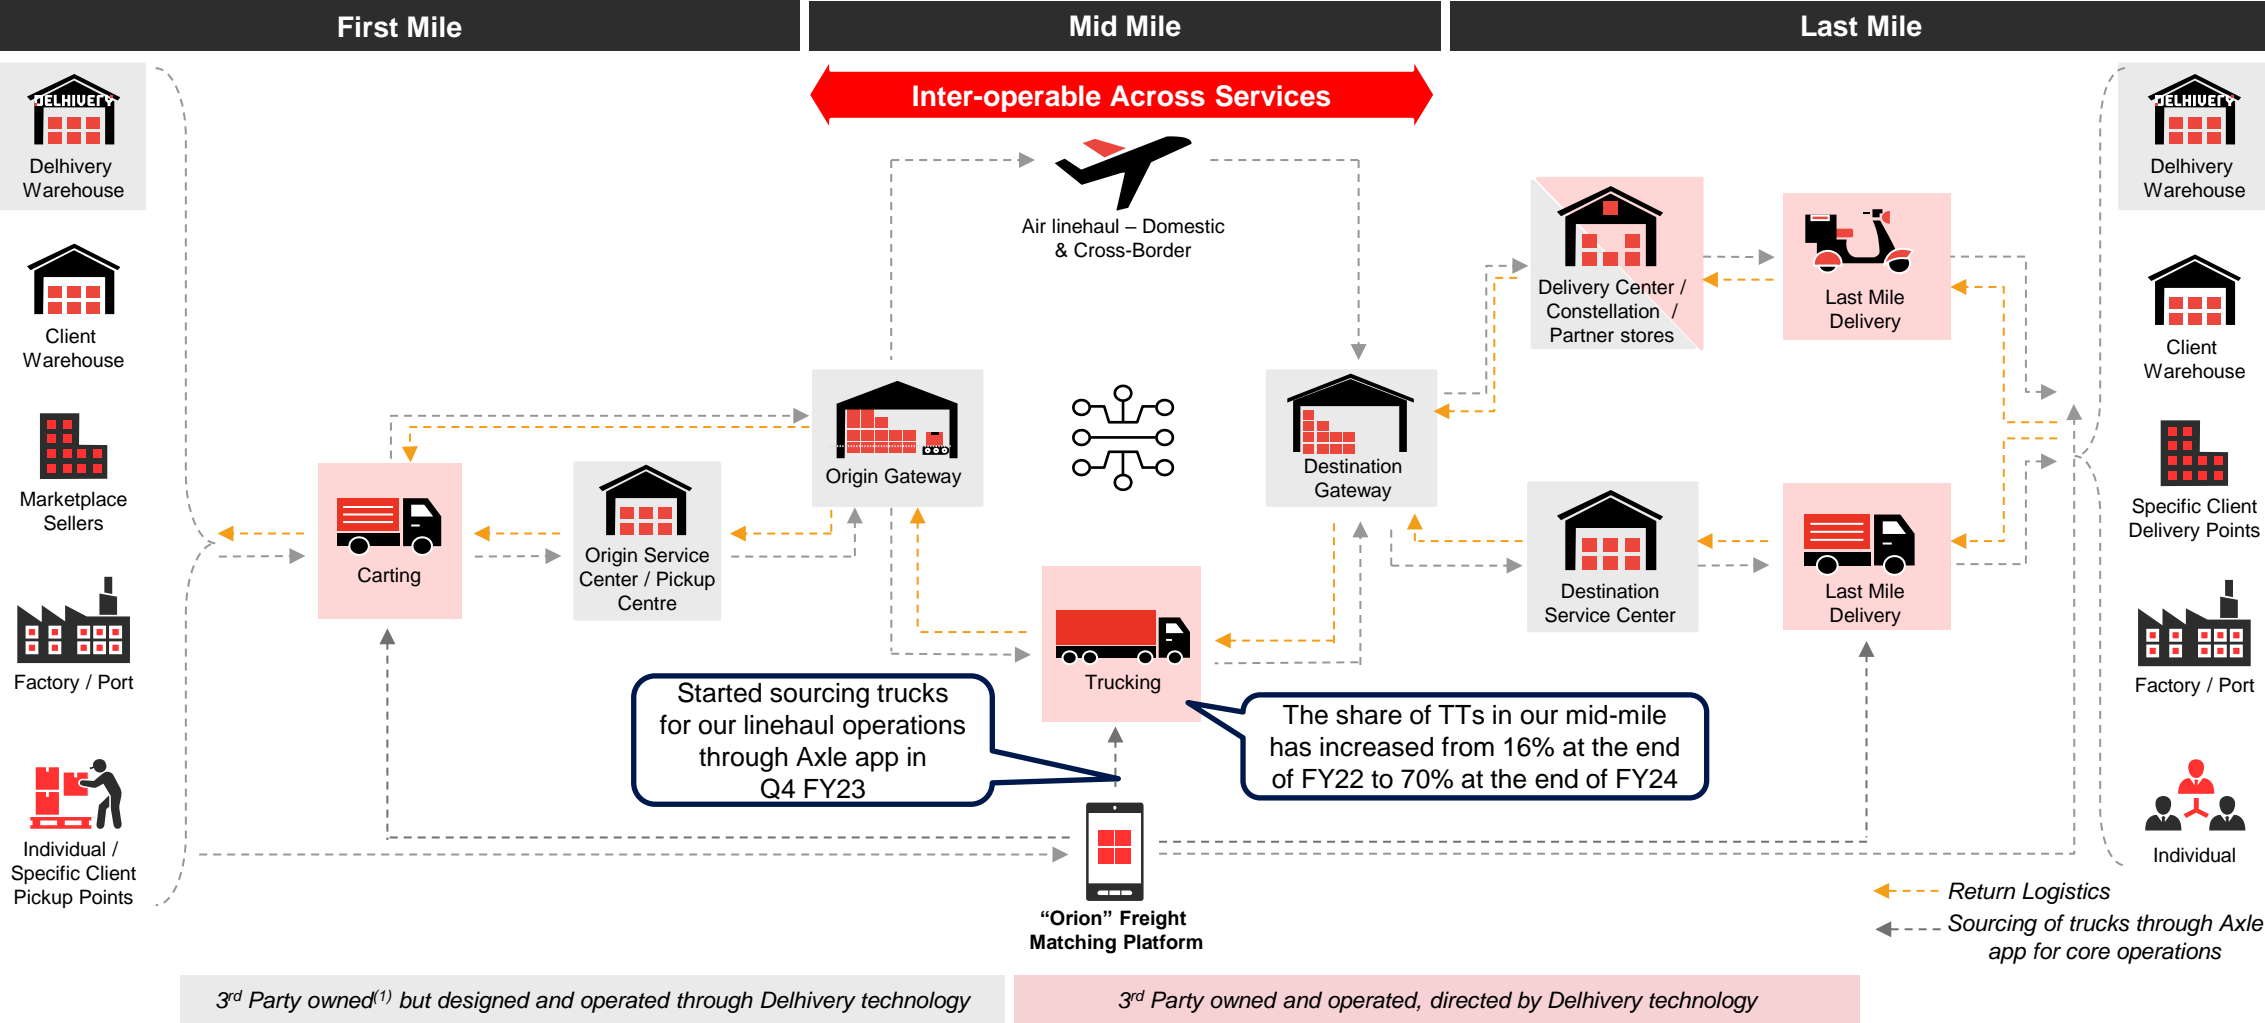 First Mile
Mid Mile
Last Mile
Inter-operable Across Services
DELHIVERY
Delhivery
Warehouse
Client
Warehouse
Marketplace
Sellers
Factory / Port
Individual /
Specific Client
Pickup Points
Carting
Origin Service
Center / Pickup
Centre
Origin Gateway
Air linehaul – Domestic
& Cross-Border
Trucking
Started sourcing trucks
for our linehaul operations
through Axle app in
Q4 FY23
The share of TTs in our mid-mile
has increased from 16% at the end
of FY22 to 70% at the end of FY24
“Orion” Freight
Matching Platform
Destination
Gateway
Delivery Center /
Constellation /
Partner stores
Last Mile
Delivery
Destination
Service Center
Last Mile
Delivery
DELHIVERY
Delhivery
Warehouse
Client
Warehouse
Specific Client
Delivery Points
Factory / Port
Individual
Return Logistics
Sourcing of trucks through Axle
app for core operations
3rd Party owned(1) but designed and operated through Delhivery technology
3rd Party owned and operated, directed by Delhivery technology